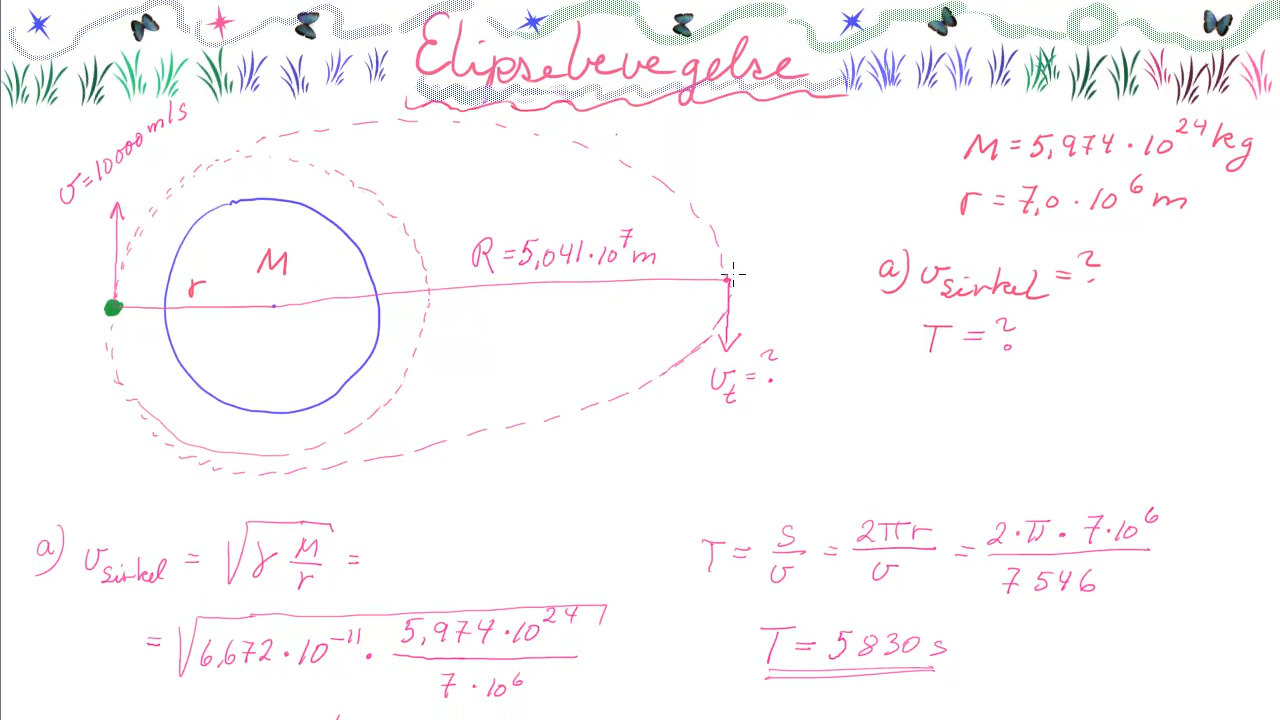 Elipsebevegelse
v = 10000 m/s
M = 5,974 · 10^24 kg
r = 7,0 · 10^6 m
M
r
R = 5,041 · 10^7 m
a) v_sirkel = ?
T = ?
v_t = ?
a) v_sirkel = √(γ M/r) =
= √(6,672 · 10^-11 · 5,974 · 10^24 / 7 · 10^6)
T = s/v = 2πr/v = 2 · π · 7 · 10^6 / 7546
T = 5830 s